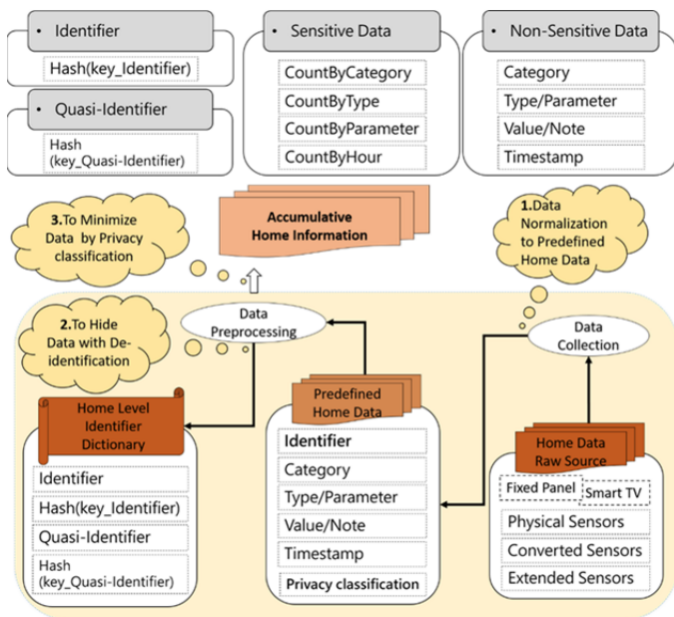 • Identifier
Hash(key_Identifier)
• Quasi-Identifier
Hash
(key_Quasi-Identifier)
• Sensitive Data
CountByCategory
CountByType
CountByParameter
CountByHour
• Non-Sensitive Data
Category
Type/Parameter
Value/Note
Timestamp
3.To Minimize
Data by Privacy
classification
Accumulative
Home Information
1.Data
Normalization
to Predefined
Home Data
2.To Hide
Data with De-
identification
Data
Preprocessing
Data
Collection
Home Level
Identifier
Dictionary
Identifier
Hash(key_Identifier)
Quasi-Identifier
Hash
(key_Quasi-Identifier)
Predefined
Home Data
Identifier
Category
Type/Parameter
Value/Note
Timestamp
Privacy classification
Home Data
Raw Source
Fixed Panel
Smart TV
Physical Sensors
Converted Sensors
Extended Sensors